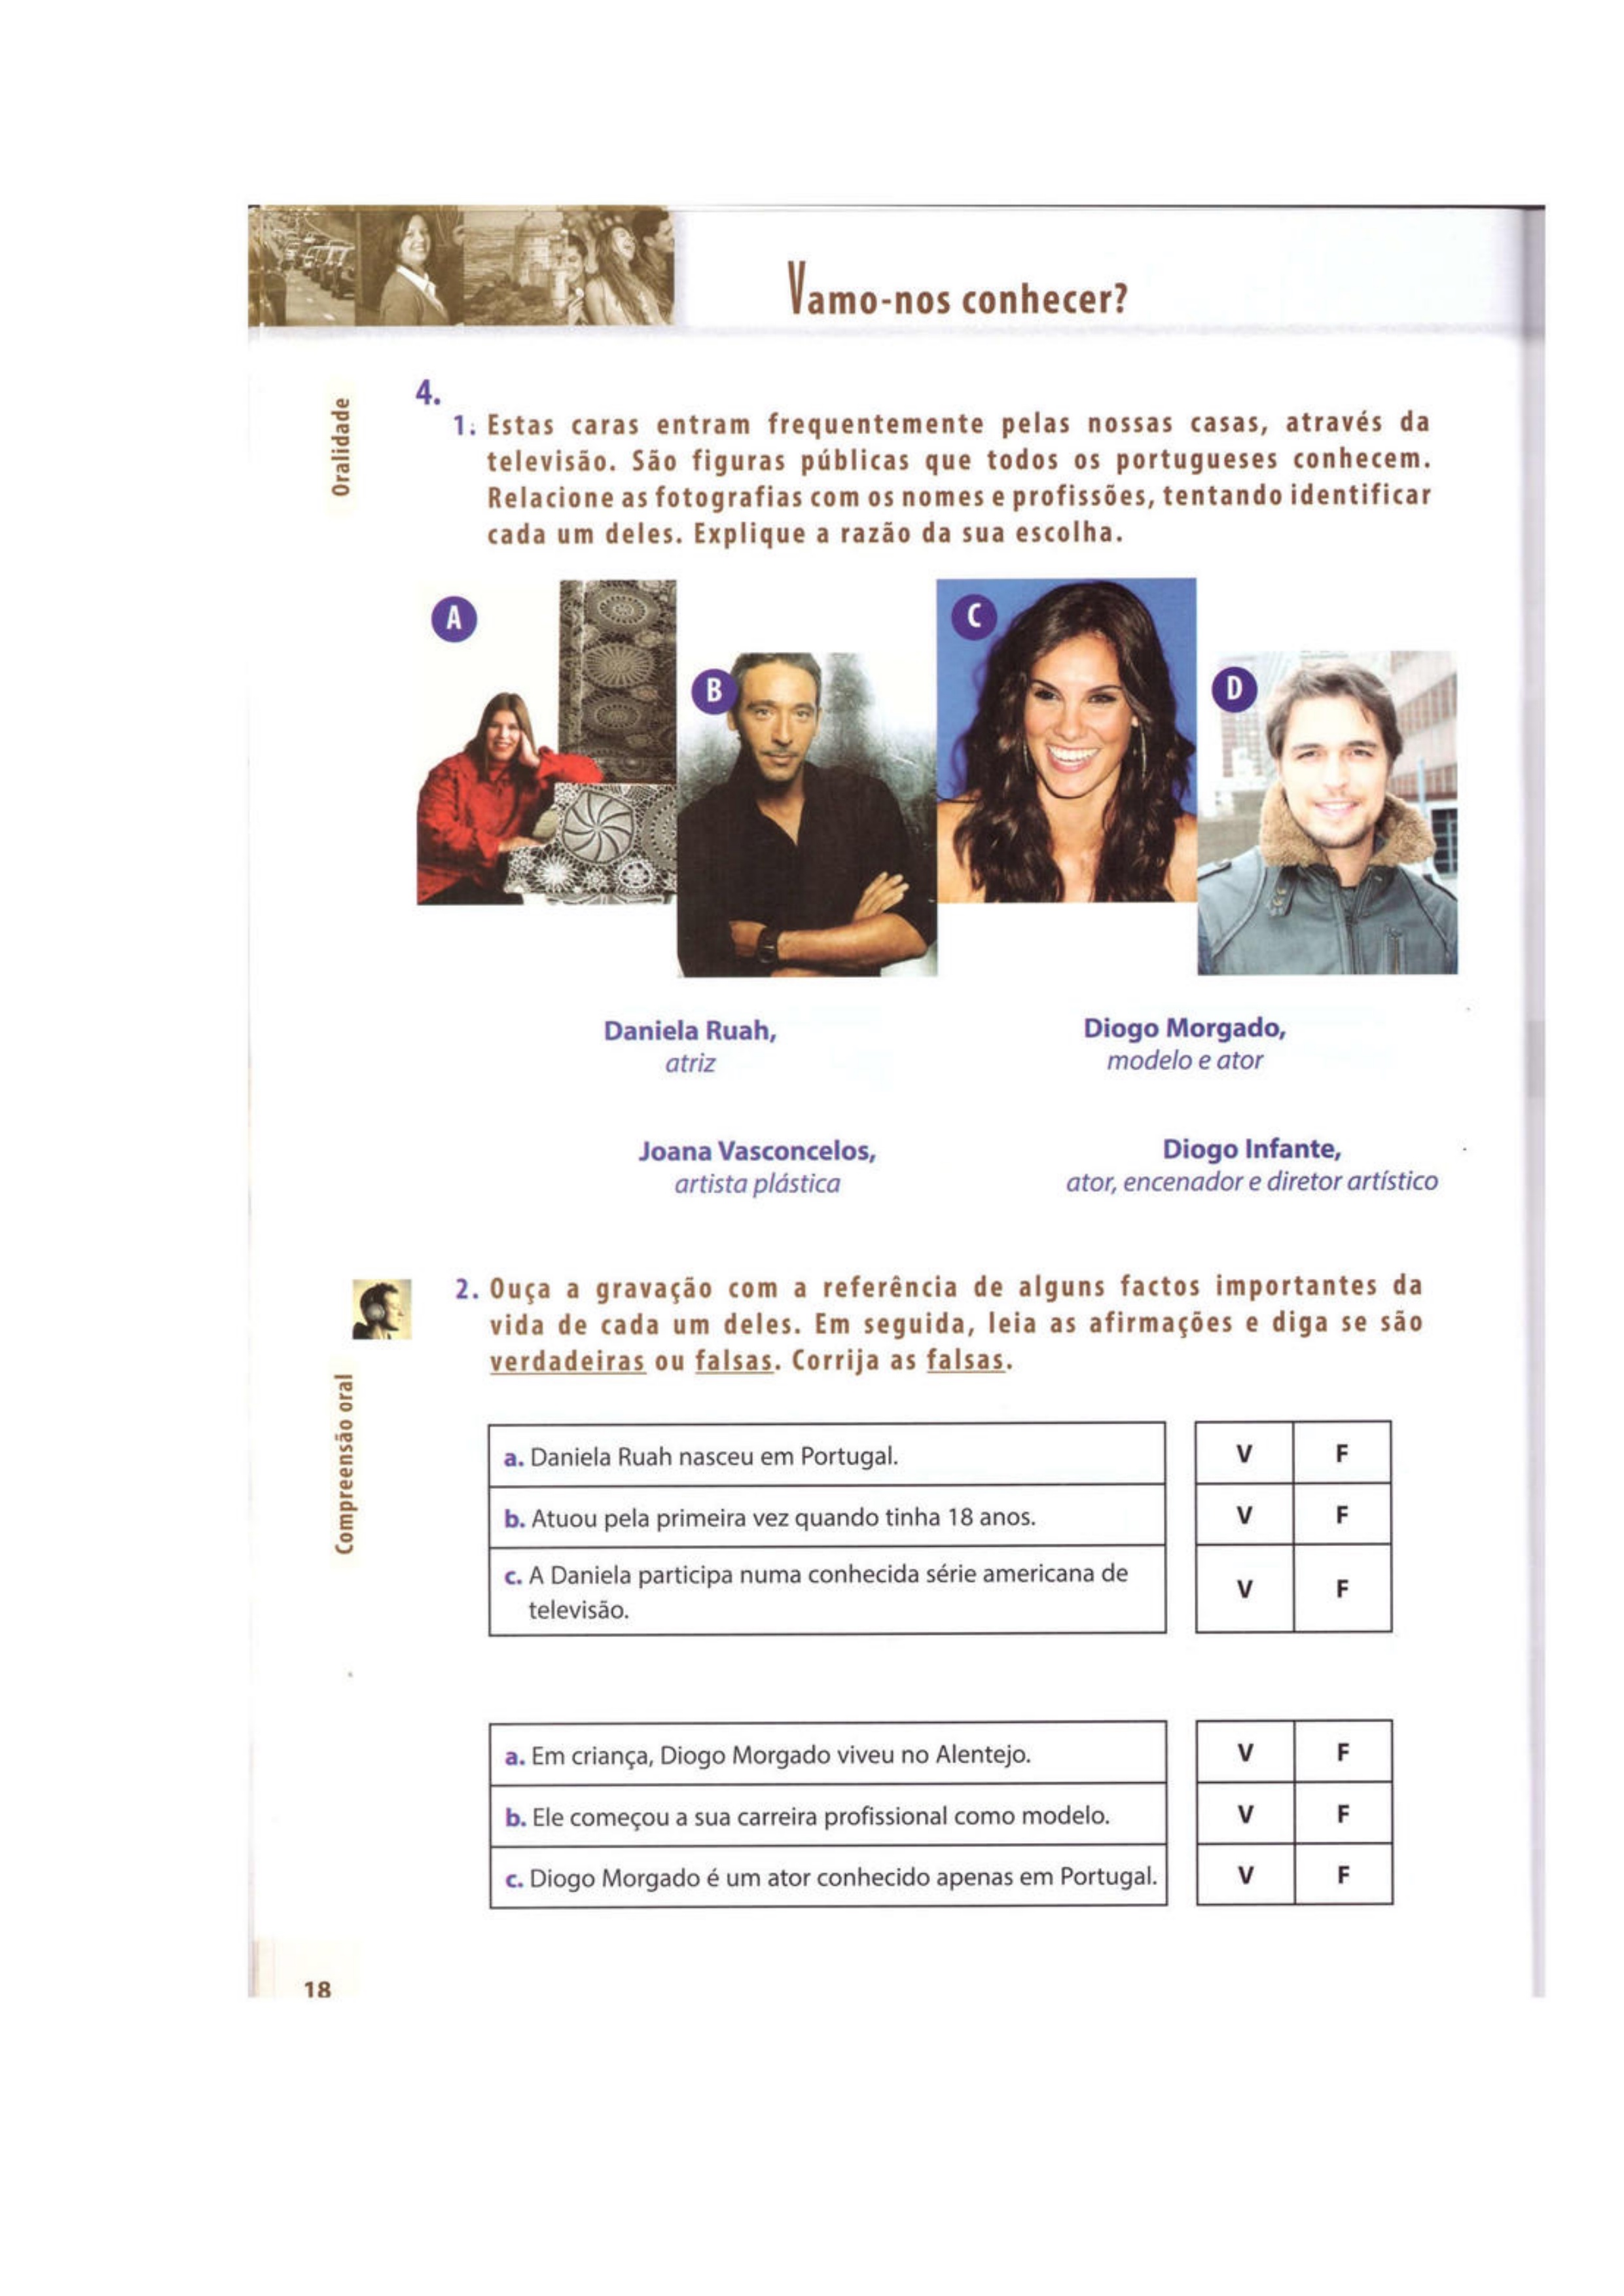 Vamo-nos conhecer?
Oralidade
4.
1. Estas caras entram frequentemente pelas nossas casas, através da
televisão. São figuras públicas que todos os portugueses conhecem.
Relacione as fotografias com os nomes e profissões, tentando identificar
cada um deles. Explique a razão da sua escolha.
A
B
C
D
Daniela Ruah,
atriz
Diogo Morgado,
modelo e ator
Joana Vasconcelos,
artista plástica
Diogo Infante,
ator, encenador e diretor artístico
Compreensão oral
2. Ouça a gravação com a referência de alguns factos importantes da
vida de cada um deles. Em seguida, leia as afirmações e diga se são
verdadeiras ou falsas. Corrija as falsas.
a. Daniela Ruah nasceu em Portugal. V F
b. Atuou pela primeira vez quando tinha 18 anos. V F
c. A Daniela participa numa conhecida série americana de
televisão. V F
a. Em criança, Diogo Morgado viveu no Alentejo. V F
b. Ele começou a sua carreira profissional como modelo. V F
c. Diogo Morgado é um ator conhecido apenas em Portugal. V F
18